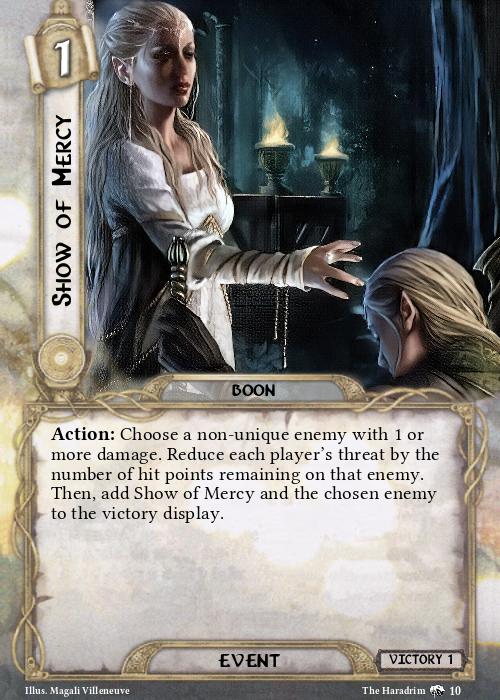 1
Show of Mercy
BOON
Action: Choose a non-unique enemy with 1 or
more damage. Reduce each player's threat by the
number of hit points remaining on that enemy.
Then, add Show of Mercy and the chosen enemy
to the victory display.
EVENT
VICTORY 1
Illus. Magali Villeneuve
The Haradrim 10